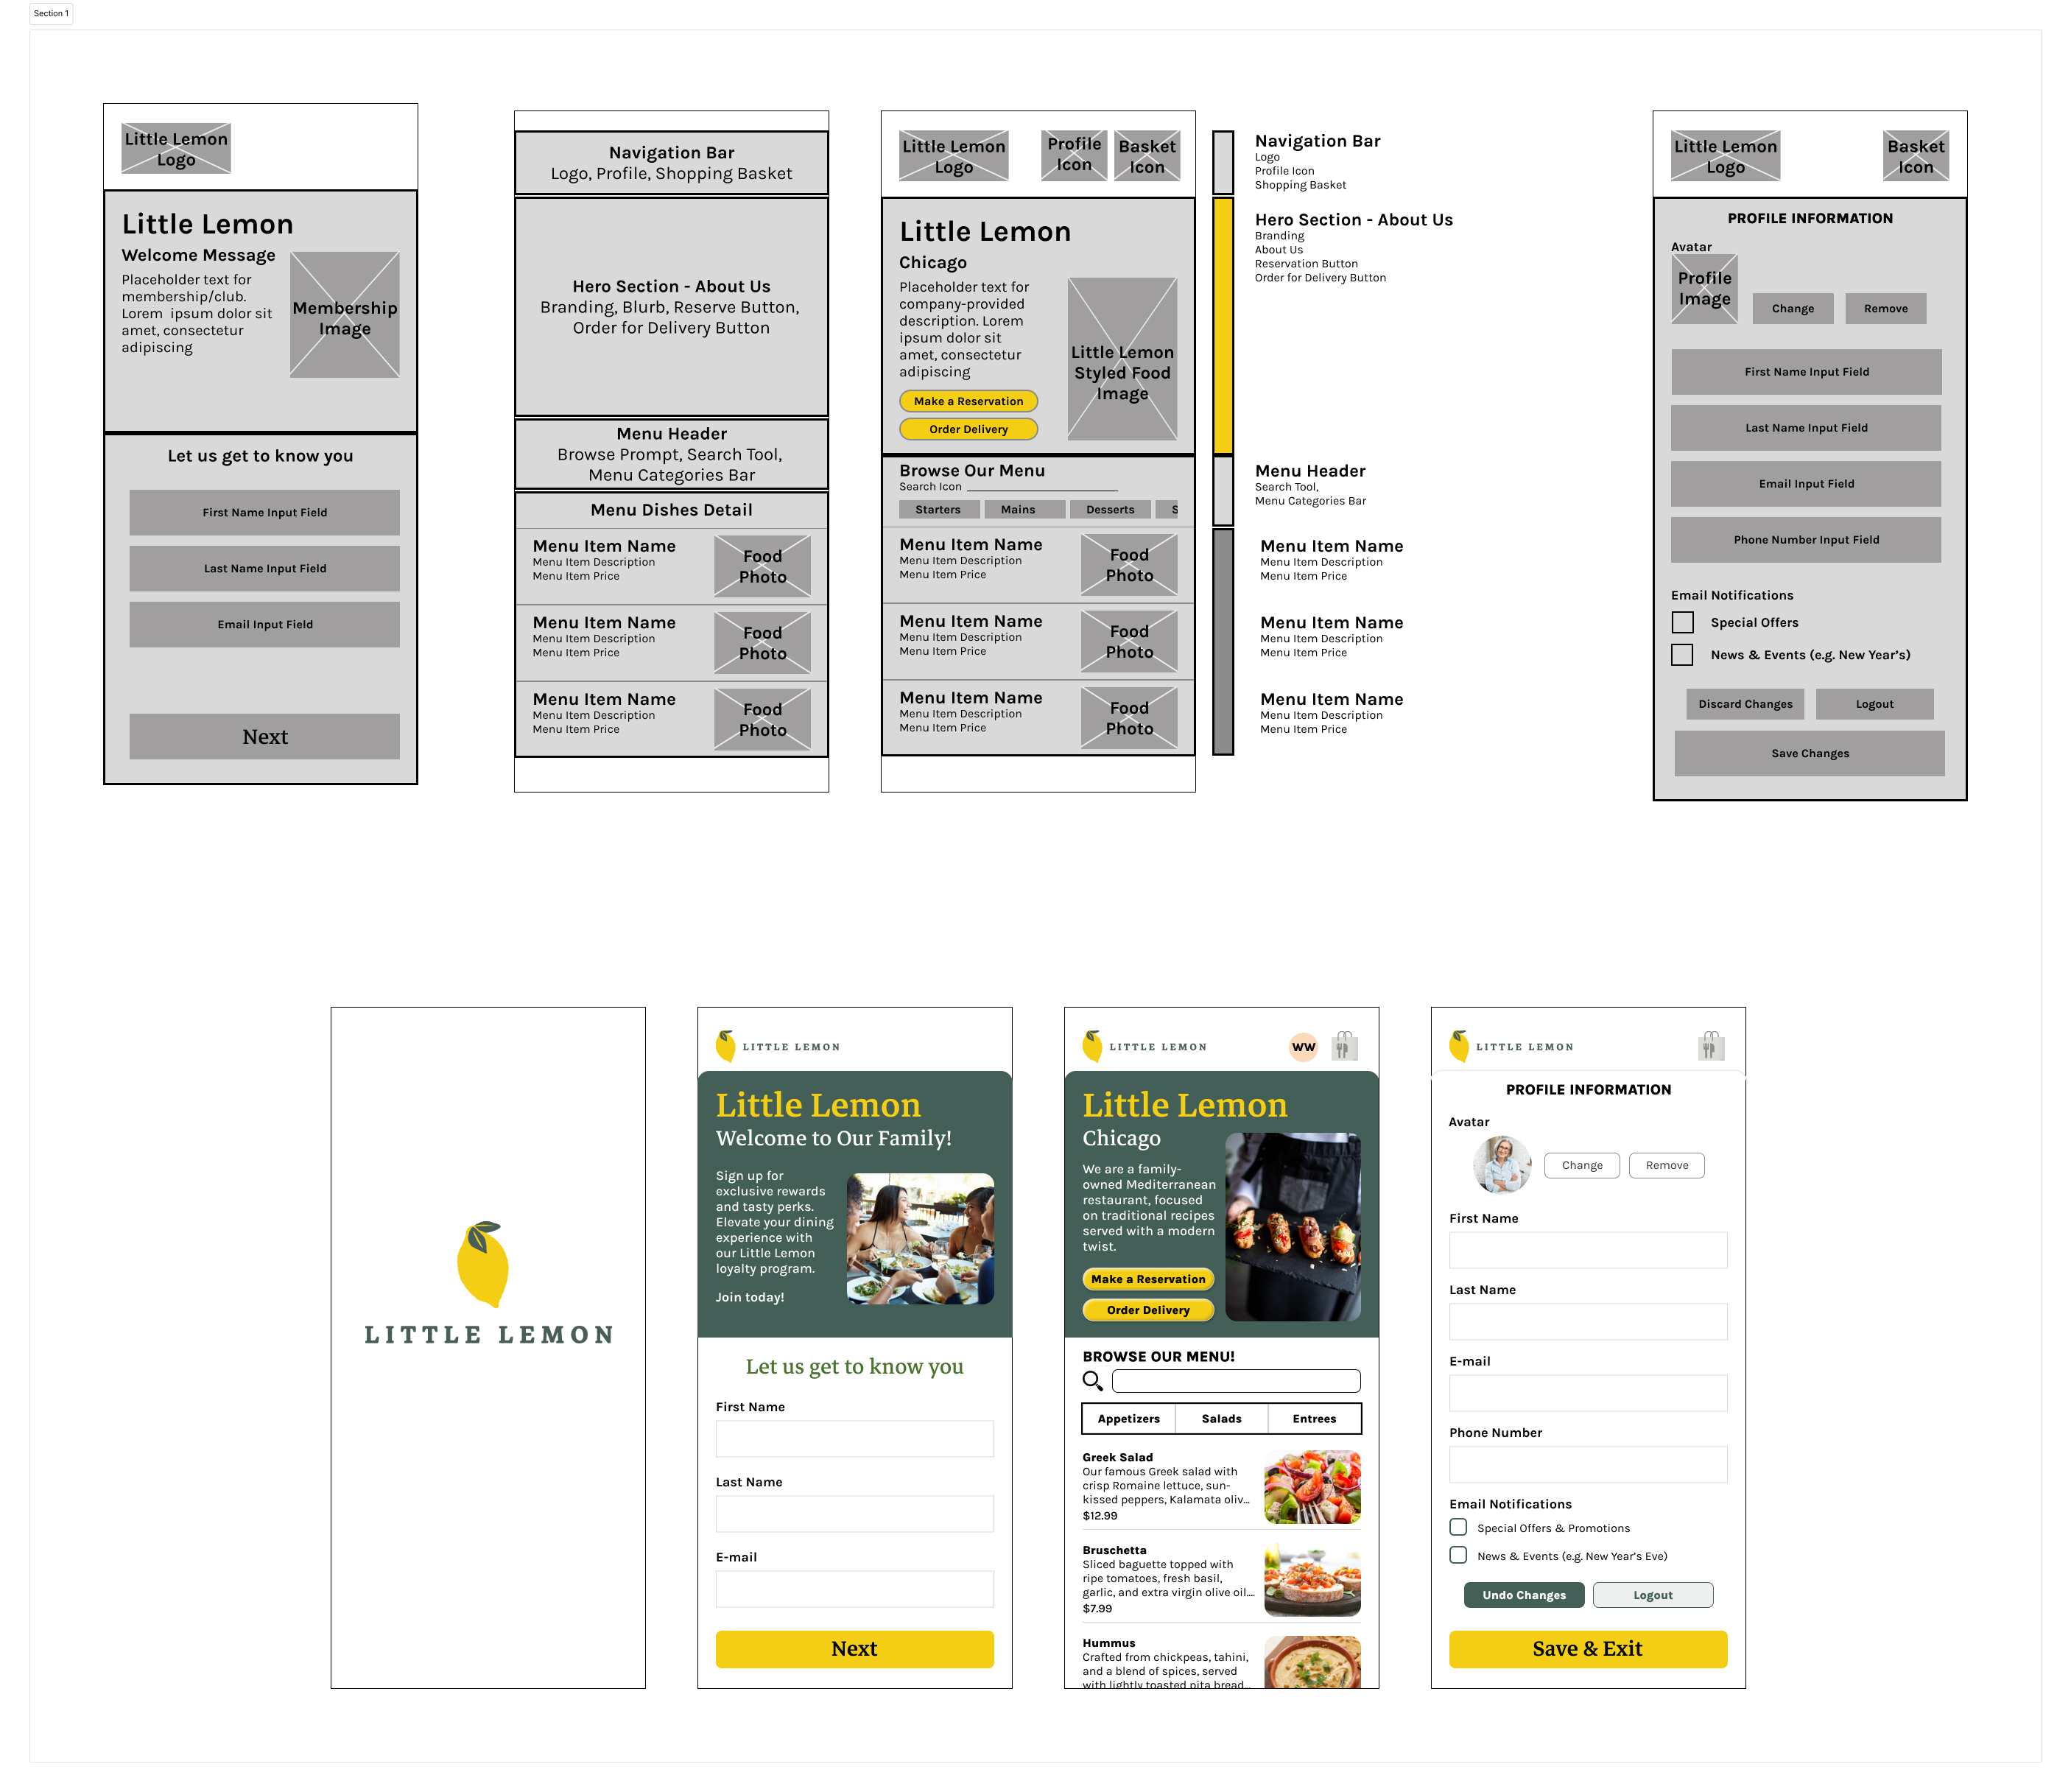 Section 1
Little Lemon
Logo
Little Lemon
Welcome Message
Placeholder text for
membership/club.
Lorem ipsum dolor sit
amet, consectetur
adipiscing
Membership
Image
Let us get to know you
First Name Input Field
Last Name Input Field
Email Input Field
Next
Navigation Bar
Logo, Profile, Shopping Basket
Hero Section - About Us
Branding, Blurb, Reserve Button,
Order for Delivery Button
Menu Header
Browse Prompt, Search Tool,
Menu Categories Bar
Menu Dishes Detail
Menu Item Name
Menu Item Description
Menu Item Price
Food
Photo
Menu Item Name
Menu Item Description
Menu Item Price
Food
Photo
Menu Item Name
Menu Item Description
Menu Item Price
Food
Photo
Little Lemon
Logo
Profile
Icon
Basket
Icon
Little Lemon
Chicago
Placeholder text for
company-provided
description. Lorem
ipsum dolor sit
amet, consectetur
adipiscing
Little Lemon
Styled Food
Image
Make a Reservation
Order Delivery
Browse Our Menu
Search Icon
Starters
Mains
Desserts
S
Menu Item Name
Menu Item Description
Menu Item Price
Food
Photo
Menu Item Name
Menu Item Description
Menu Item Price
Food
Photo
Menu Item Name
Menu Item Description
Menu Item Price
Food
Photo
Navigation Bar
Logo
Profile Icon
Shopping Basket
Hero Section - About Us
Branding
About Us
Reservation Button
Order for Delivery Button
Menu Header
Search Tool,
Menu Categories Bar
Menu Item Name
Menu Item Description
Menu Item Price
Menu Item Name
Menu Item Description
Menu Item Price
Menu Item Name
Menu Item Description
Menu Item Price
Little Lemon
Logo
Basket
Icon
PROFILE INFORMATION
Avatar
Profile
Image
Change
Remove
First Name Input Field
Last Name Input Field
Email Input Field
Phone Number Input Field
Email Notifications
Special Offers
News & Events (e.g. New Year's)
Discard Changes
Logout
Save Changes
LITTLE LEMON
LITTLE LEMON
Little Lemon
Welcome to Our Family!
Sign up for
exclusive rewards
and tasty perks.
Elevate your dining
experience with
our Little Lemon
loyalty program.
Join today!
Let us get to know you
First Name
Last Name
E-mail
Next
LITTLE LEMON
WW
Little Lemon
Chicago
We are a family-
owned Mediterranean
restaurant, focused
on traditional recipes
served with a modern
twist.
Make a Reservation
Order Delivery
BROWSE OUR MENU!
Appetizers
Salads
Entrees
Greek Salad
Our famous Greek salad with
crisp Romaine lettuce, sun-
kissed peppers, Kalamata oliv...
$12.99
Bruschetta
Sliced baguette topped with
ripe tomatoes, fresh basil,
garlic, and extra virgin olive oil....
$7.99
Hummus
Crafted from chickpeas, tahini,
and a blend of spices, served
with lightly toasted pita bread...
LITTLE LEMON
PROFILE INFORMATION
Avatar
Change
Remove
First Name
Last Name
E-mail
Phone Number
Email Notifications
Special Offers & Promotions
News & Events (e.g. New Year's Eve)
Undo Changes
Logout
Save & Exit